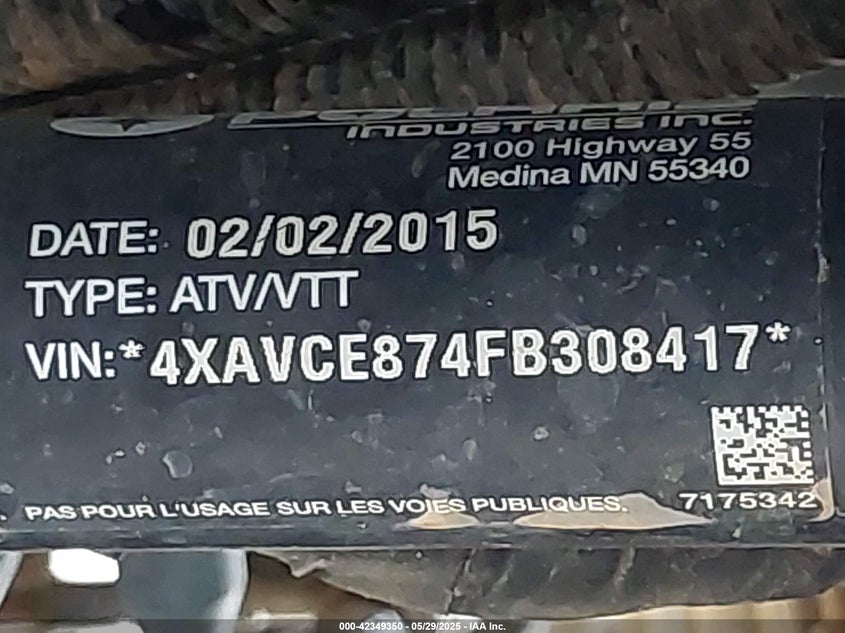 POLARIS
INDUSTRIES INC.
2100 Highway 55
Medina MN 55340
DATE: 02/02/2015
TYPE: ATV/VTT
VIN:*4XAVCE874FB308417*
PAS POUR L'USAGE SUR LES VOIES PUBLIQUES.
7175342
000-42349350 - 05/29/2025 - IAA Inc.